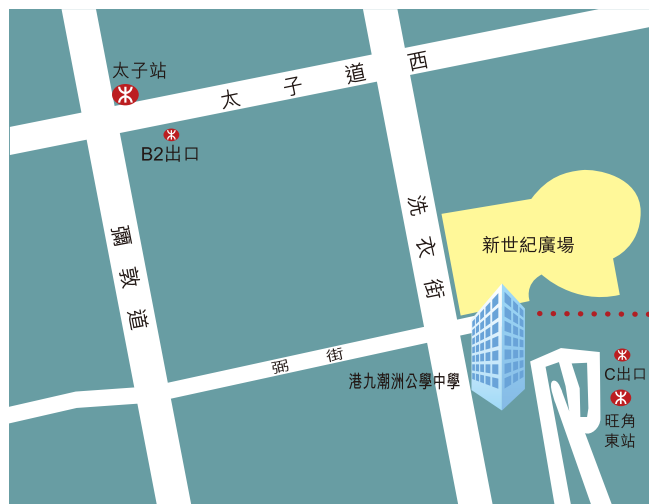 太子站
太子道西
B2出口
彌敦道
洗衣街
新世紀廣場
弼街
港九潮洲公學中學
C出口
旺角
東站